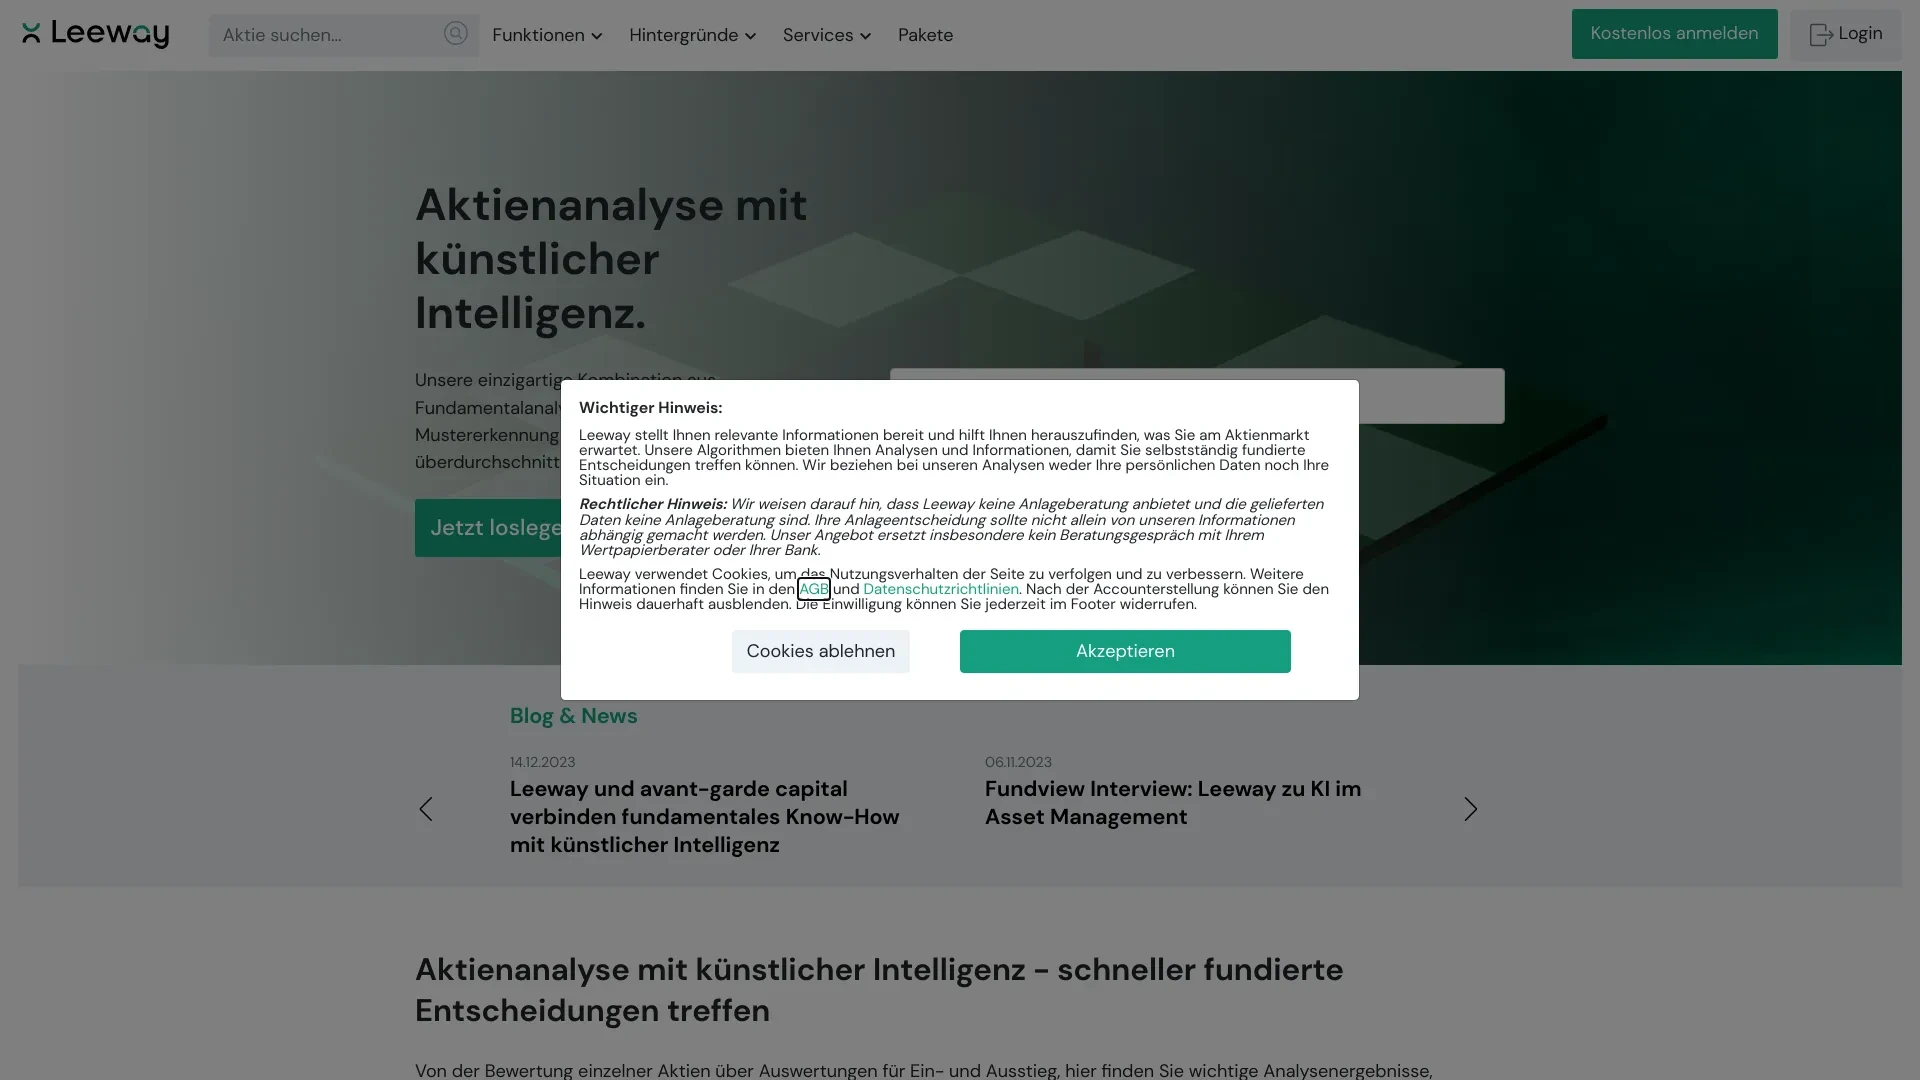 Leeway
Aktie suchen...
Funktionen
Hintergründe
Services
Pakete
Kostenlos anmelden
Login
Aktienanalyse mit
künstlicher
Intelligenz.
Unsere einzigartige Kombination aus
Fundamentalanaly
Mustererkennung
überdurchschnitt
Jetzt loslege
Wichtiger Hinweis:
Leeway stellt Ihnen relevante Informationen bereit und hilft Ihnen herauszufinden, was Sie am Aktienmarkt
erwartet. Unsere Algorithmen bieten Ihnen Analysen und Informationen, damit Sie selbstständig fundierte
Entscheidungen treffen können. Wir beziehen bei unseren Analysen weder Ihre persönlichen Daten noch Ihre
Situation ein.
Rechtlicher Hinweis: Wir weisen darauf hin, dass Leeway keine Anlageberatung anbietet und die gelieferten
Daten keine Anlageberatung sind. Ihre Anlageentscheidung sollte nicht allein von unseren Informationen
abhängig gemacht werden. Unser Angebot ersetzt insbesondere kein Beratungsgespräch mit Ihrem
Wertpapierberater oder Ihrer Bank.
Leeway verwendet Cookies, um das Nutzungsverhalten der Seite zu verfolgen und zu verbessern. Weitere
Informationen finden Sie in den AGB und Datenschutzrichtlinien. Nach der Accounterstellung können Sie den
Hinweis dauerhaft ausblenden. Die Einwilligung können Sie jederzeit im Footer widerrufen.
Cookies ablehnen
Akzeptieren
Blog & News
14.12.2023
Leeway und avant-garde capital
verbinden fundamentales Know-How
mit künstlicher Intelligenz
06.11.2023
Fundview Interview: Leeway zu KI im
Asset Management
Aktienanalyse mit künstlicher Intelligenz - schneller fundierte
Entscheidungen treffen
Von der Bewertung einzelner Aktien über Auswertungen für Ein- und Ausstieg, hier finden Sie wichtige Analysenergebnisse,